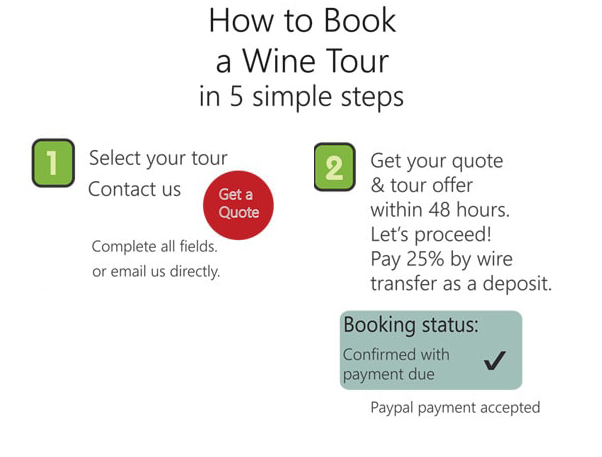 How to Book
a Wine Tour
in 5 simple steps
1
Select your tour
Contact us
Get a
Quote
Complete all fields.
or email us directly.
2
Get your quote
& tour offer
within 48 hours.
Let's proceed!
Pay 25% by wire
transfer as a deposit.
Booking status:
Confirmed with
payment due
Paypal payment accepted